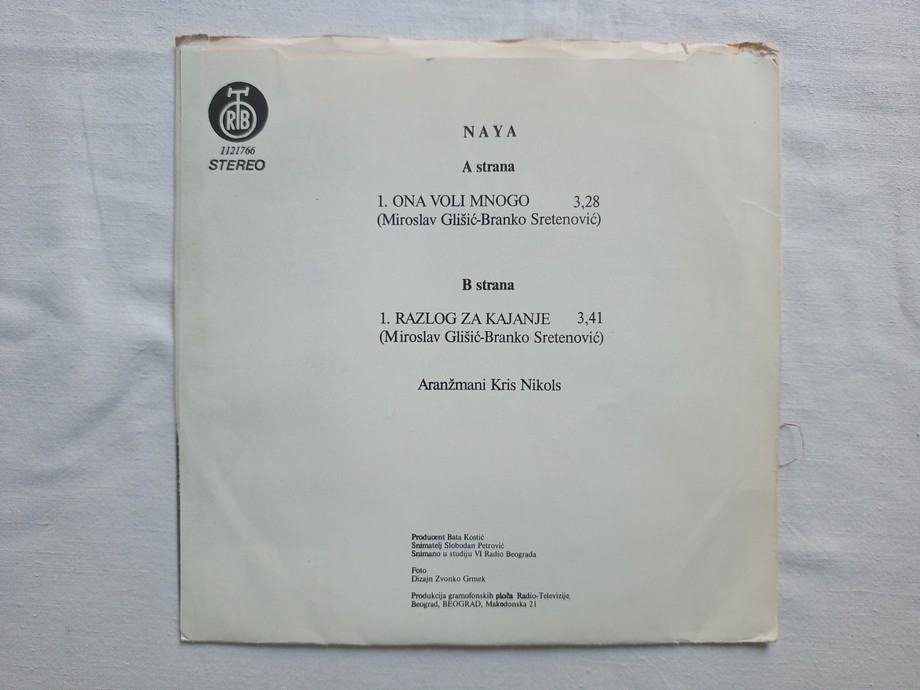 RTB
1121766
STEREO
NAYA
A strana
1. ONA VOLI MNOGO 3,28
(Miroslav Glišić-Branko Sretenović)
B strana
1. RAZLOG ZA KAJANJE 3,41
(Miroslav Glišić-Branko Sretenović)
Aranžmani Kris Nikols
Producent Bata Kostić
Snimatelj Slobodan Petrović
Snimano u studiju VI Radio Beograda
Foto
Dizajn Zvonko Grmek
Produkcija gramofonskih ploča Radio-Televizije
Beograd, BEOGRAD, Makedonska 21